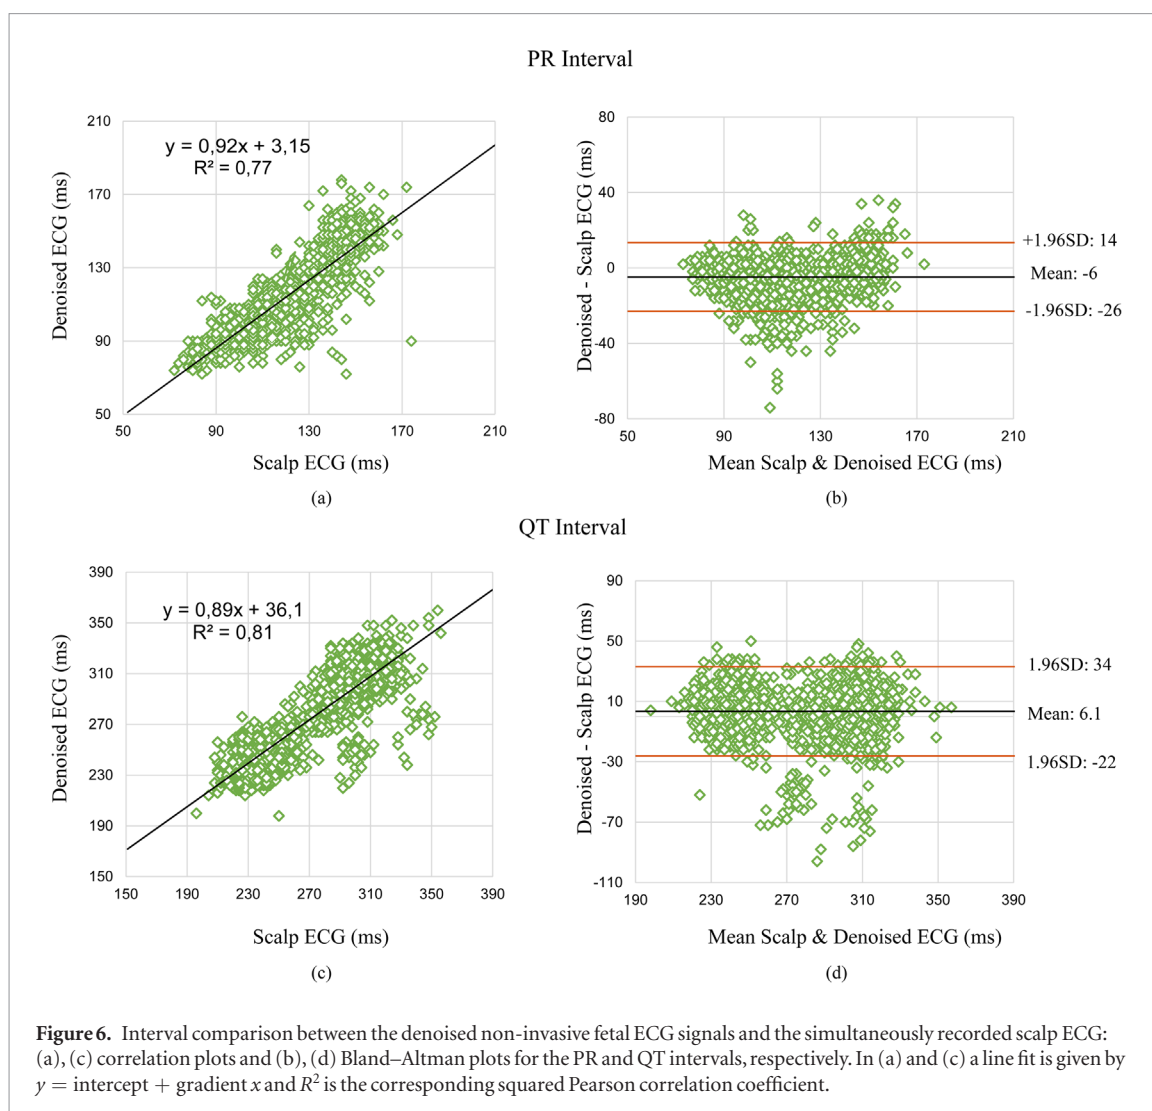 PR Interval
y = 0,92x + 3,15
R² = 0,77
Denoised ECG (ms)
210
170
130
90
50
50 90 130 170 210
Scalp ECG (ms)
(a)
Denoised - Scalp ECG (ms)
80
40
0
-40
-80
50 90 130 170 210
+1.96SD: 14
Mean: -6
-1.96SD: -26
Mean Scalp & Denoised ECG (ms)
(b)
QT Interval
y = 0,89x + 36,1
R² = 0,81
Denoised ECG (ms)
390
350
310
270
230
190
150
150 190 230 270 310 350 390
Scalp ECG (ms)
(c)
Denoised - Scalp ECG (ms)
90
50
10
-30
-70
-110
190 230 270 310 350 390
1.96SD: 34
Mean: 6.1
1.96SD: -22
Mean Scalp & Denoised ECG (ms)
(d)
Figure 6. Interval comparison between the denoised non-invasive fetal ECG signals and the simultaneously recorded scalp ECG:
(a), (c) correlation plots and (b), (d) Bland–Altman plots for the PR and QT intervals, respectively. In (a) and (c) a line fit is given by
y = intercept + gradient x and R² is the corresponding squared Pearson correlation coefficient.